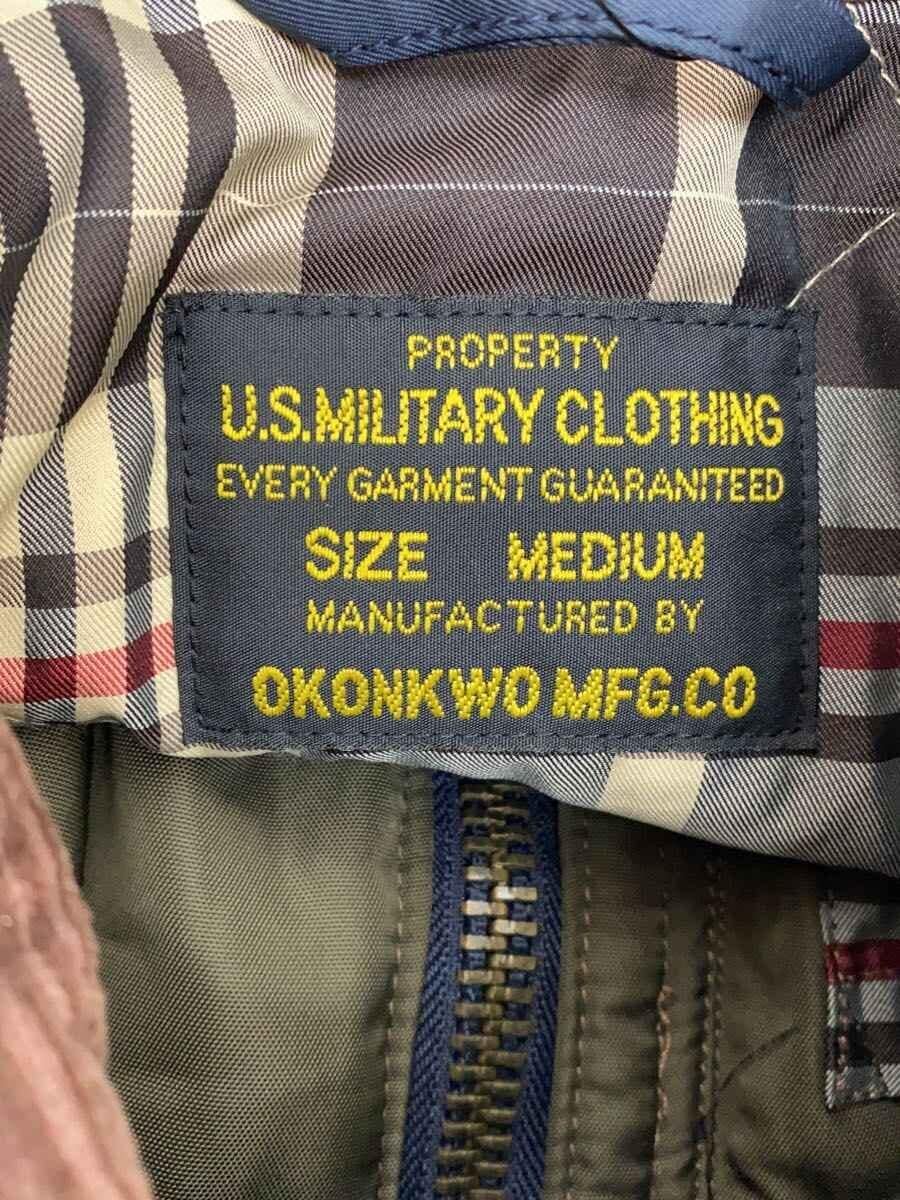 PROPERTY
U.S.MILITARY CLOTHING
EVERY GARMENT GUARANITEED
SIZE MEDIUM
MANUFACTURED BY
OKONKWO MFG.CO